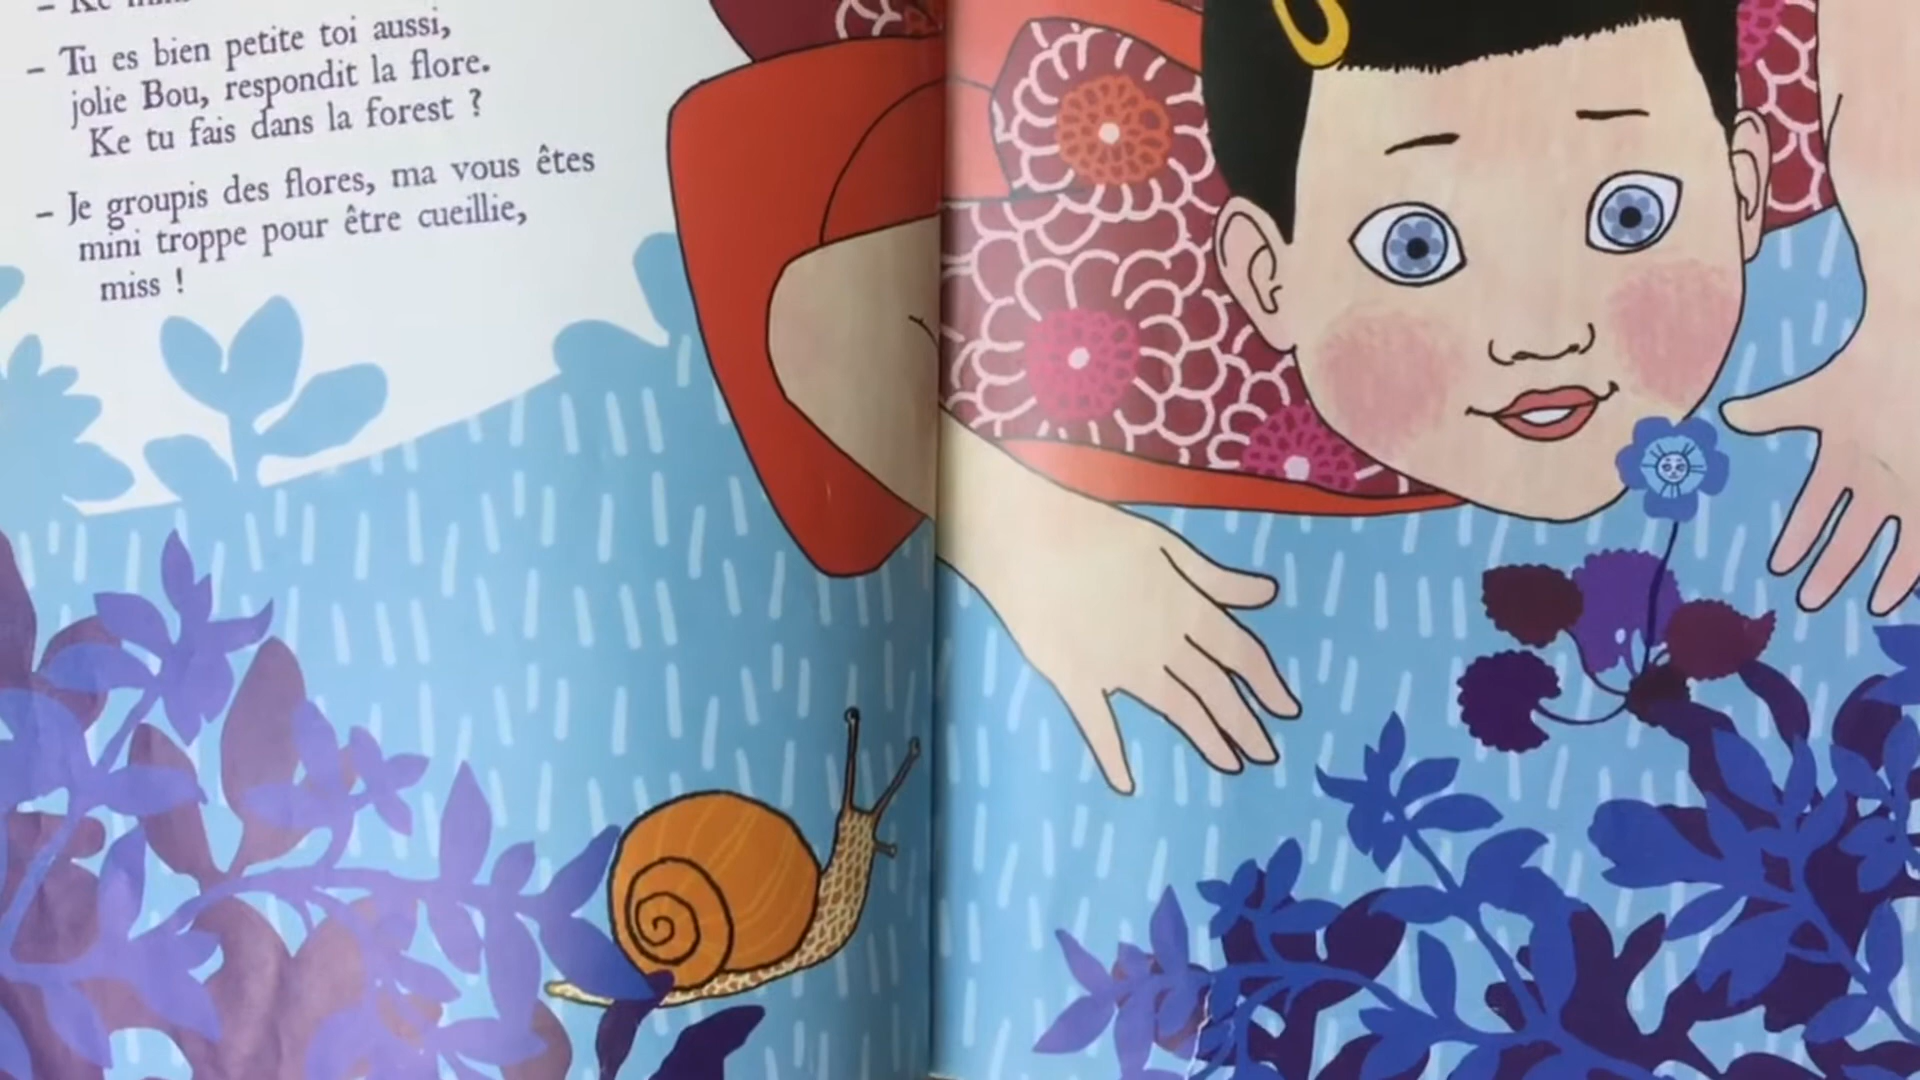 – Tu es bien petite toi aussi,
jolie Bou, respondit la flore.
Ke tu fais dans la forest ?
– Je groupis des flores, ma vous êtes
mini troppe pour être cueillie,
miss !